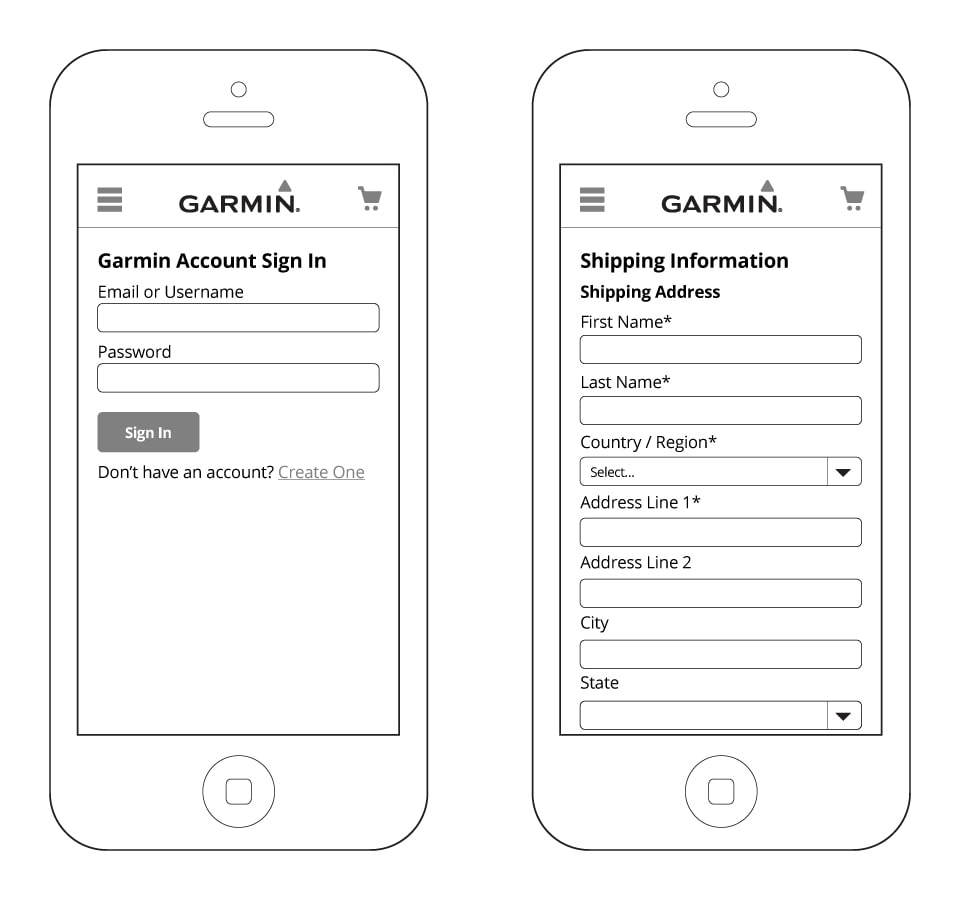 GARMIN.
Garmin Account Sign In
Email or Username
Password
Sign In
Don't have an account? Create One
GARMIN.
Shipping Information
Shipping Address
First Name*
Last Name*
Country / Region*
Select...
Address Line 1*
Address Line 2
City
State